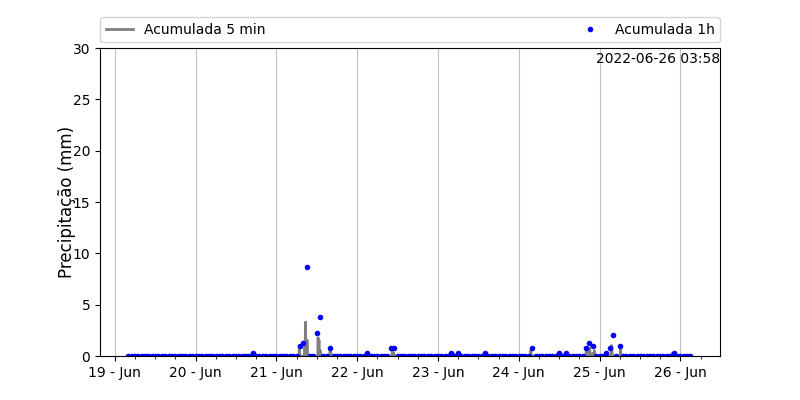 Acumulada 5 min
Acumulada 1h
2022-06-26 03:58
Precipitação (mm)
30
25
20
15
10
5
0
19 - Jun
20 - Jun
21 - Jun
22 - Jun
23 - Jun
24 - Jun
25 - Jun
26 - Jun